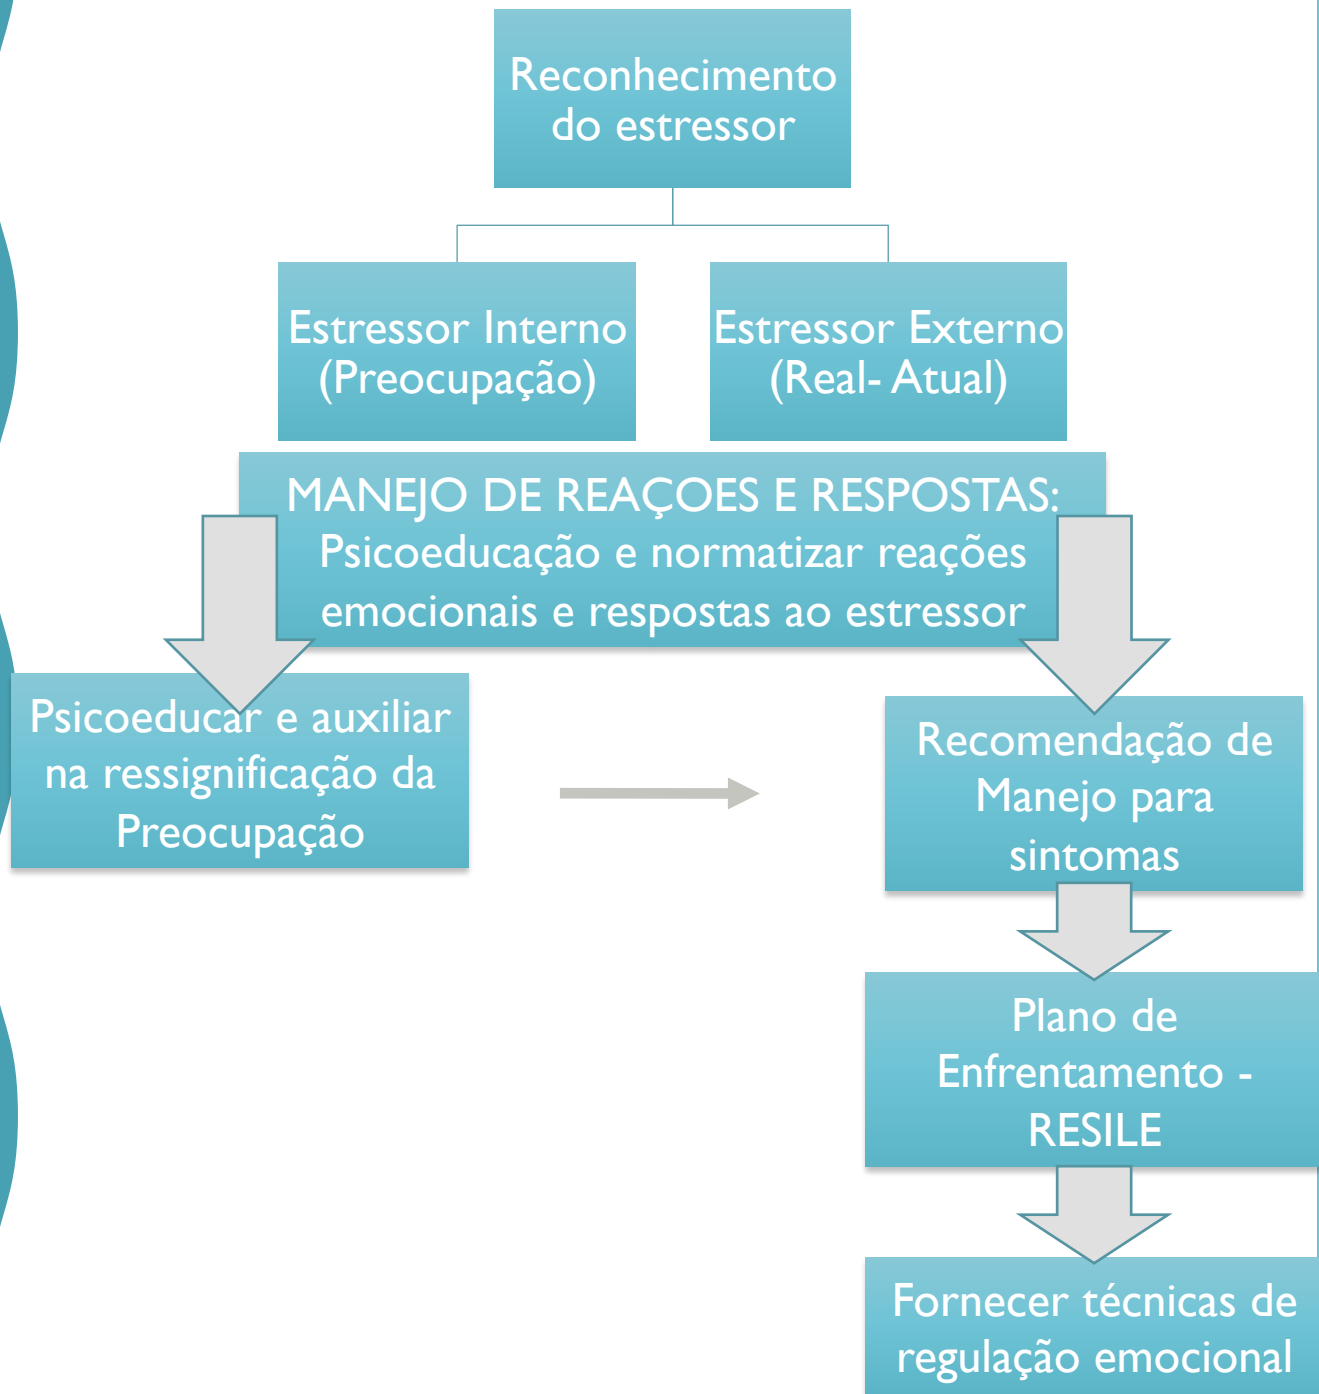 Reconhecimento
do estressor
Estressor Interno
(Preocupação)
Estressor Externo
(Real- Atual)
MANEJO DE REAÇOES E RESPOSTAS:
Psicoeducação e normatizar reações
emocionais e respostas ao estressor
Psicoeducar e auxiliar
na ressignificação da
Preocupação
Recomendação de
Manejo para
sintomas
Plano de
Enfrentamento -
RESILE
Fornecer técnicas de
regulação emocional